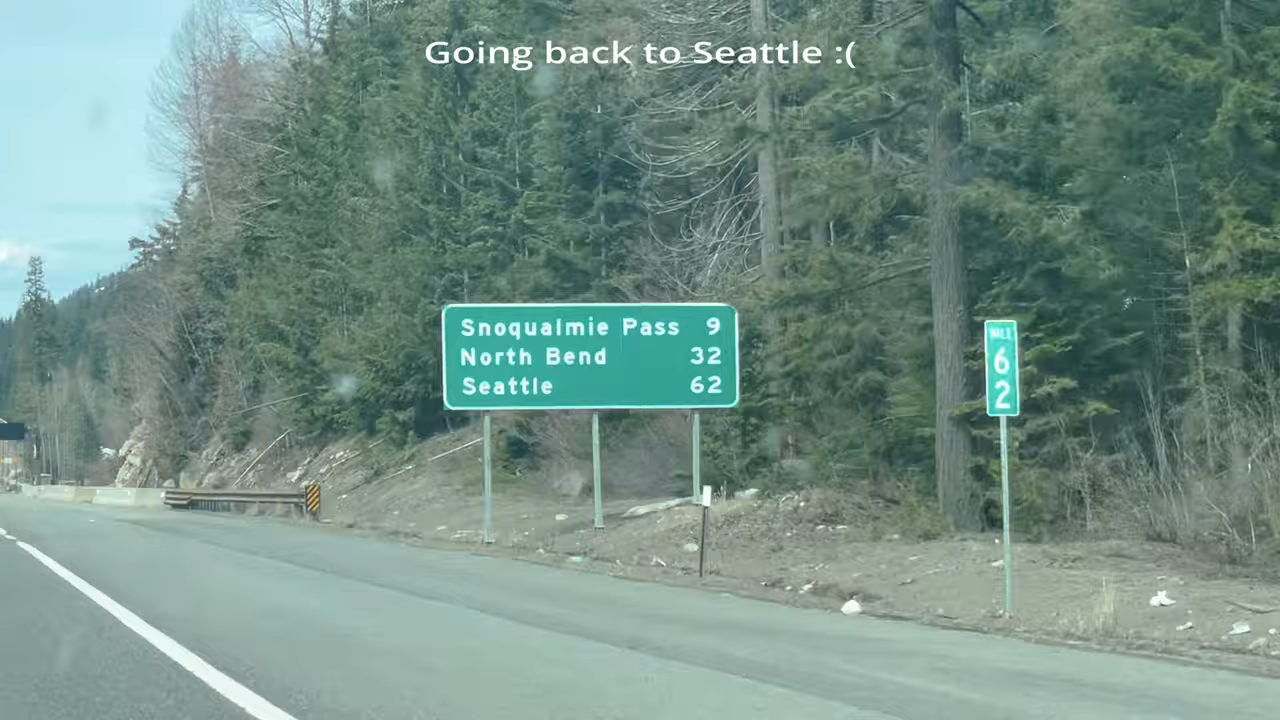 Going back to Seattle :(
Snoqualmie Pass 9
North Bend 32
Seattle 62
MILE
6
2